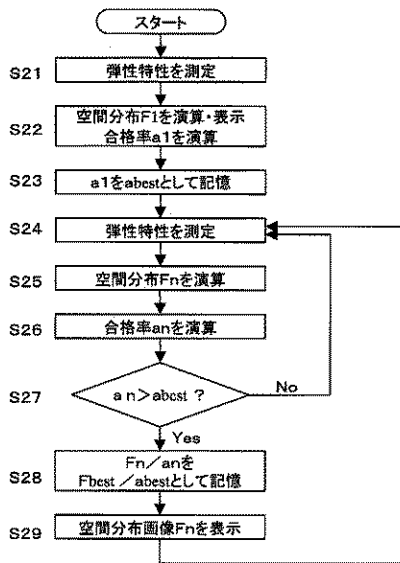 スタート
S21
弾性特性を測定
S22
空間分布F1を演算・表示
合格率a1を演算
S23
a1をabestとして記憶
S24
弾性特性を測定
S25
空間分布Fnを演算
S26
合格率anを演算
S27
an>abest ?
No
Yes
S28
Fn/anを
Fbest/abestとして記憶
S29
空間分布画像Fnを表示